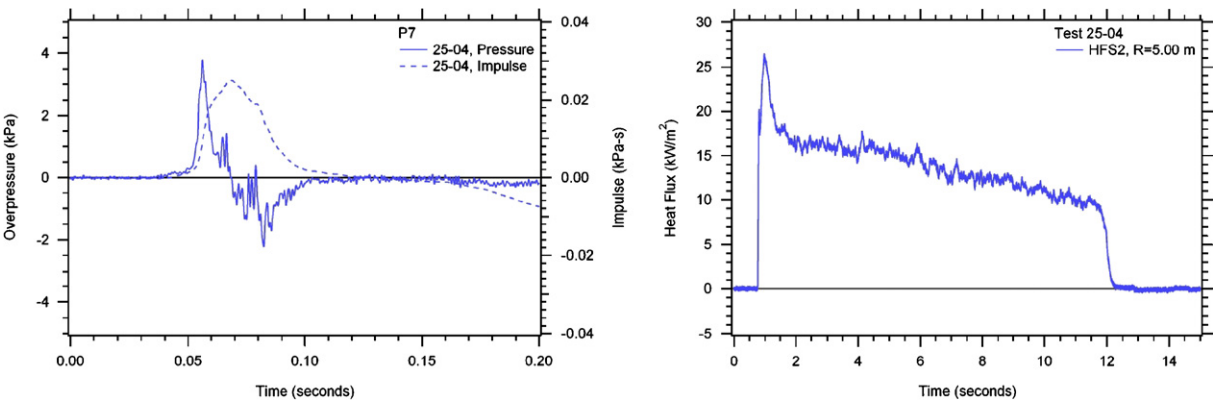 P7
25-04, Pressure
25-04, Impulse
Overpressure (kPa)
4
2
0
-2
-4
0.04
0.02
0.00
-0.02
-0.04
Impulse (kPa-s)
0.00 0.05 0.10 0.15 0.20
Time (seconds)
Test 25-04
HFS2, R=5.00 m
Heat Flux (kW/m²)
30
25
20
15
10
5
0
-5
0 2 4 6 8 10 12 14
Time (seconds)